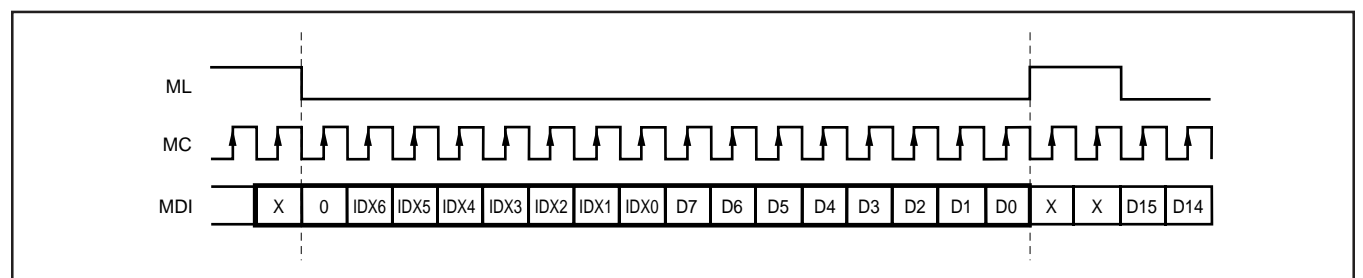 ML
MC
MDI X 0 IDX6 IDX5 IDX4 IDX3 IDX2 IDX1 IDX0 D7 D6 D5 D4 D3 D2 D1 D0 X X D15 D14